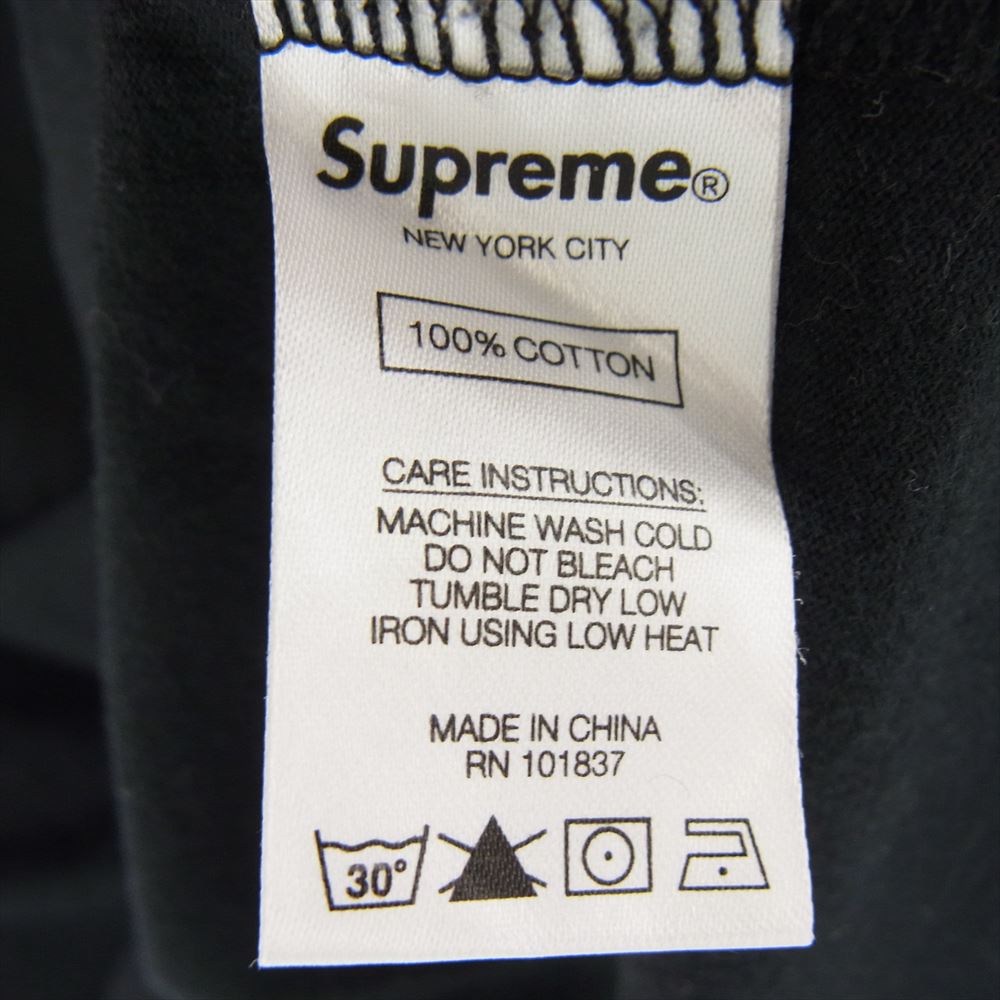 Supreme®
NEW YORK CITY
100% COTTON
CARE INSTRUCTIONS:
MACHINE WASH COLD
DO NOT BLEACH
TUMBLE DRY LOW
IRON USING LOW HEAT
MADE IN CHINA
RN 101837
30°